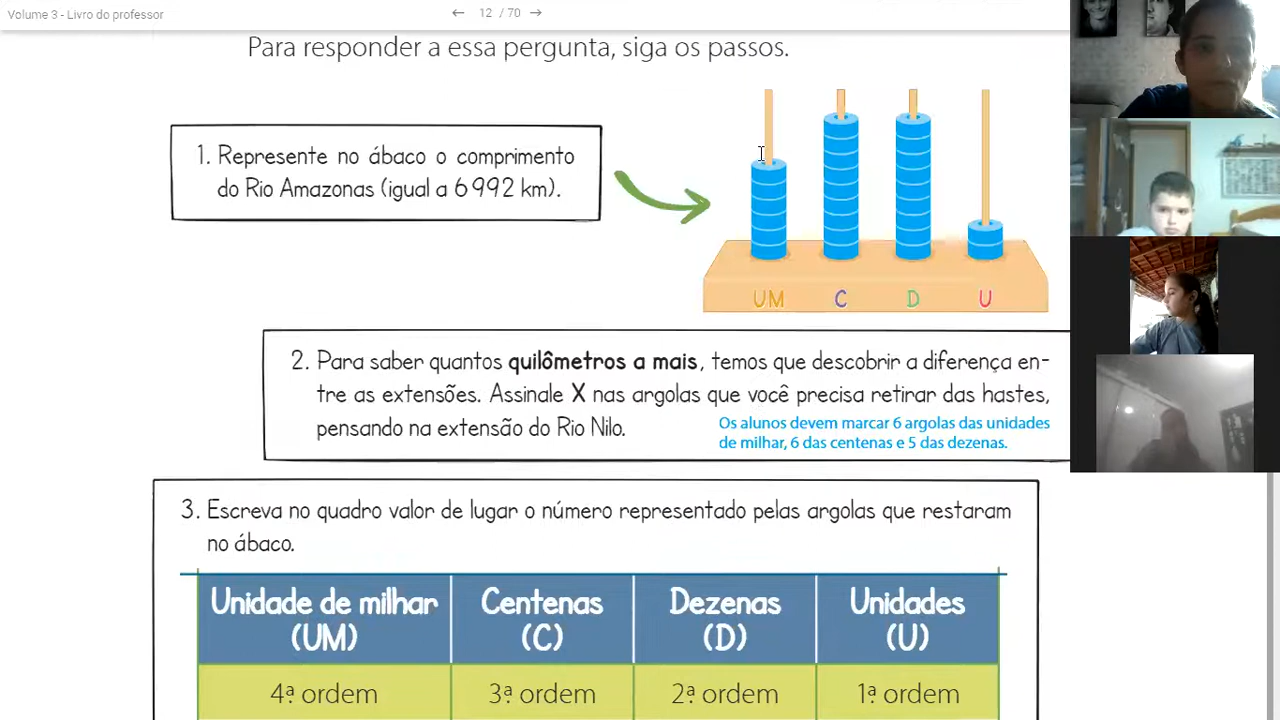 Volume 3 - Livro do professor
← 12 / 70 →
Para responder a essa pergunta, siga os passos.
1. Represente no ábaco o comprimento
do Rio Amazonas (igual a 6 992 km).
UM C D U
2. Para saber quantos quilômetros a mais, temos que descobrir a diferença en-
tre as extensões. Assinale X nas argolas que você precisa retirar das hastes,
pensando na extensão do Rio Nilo.
Os alunos devem marcar 6 argolas das unidades
de milhar, 6 das centenas e 5 das dezenas.
3. Escreva no quadro valor de lugar o número representado pelas argolas que restaram
no ábaco.
Unidade de milhar Centenas Dezenas Unidades
(UM) (C) (D) (U)
4ª ordem 3ª ordem 2ª ordem 1ª ordem